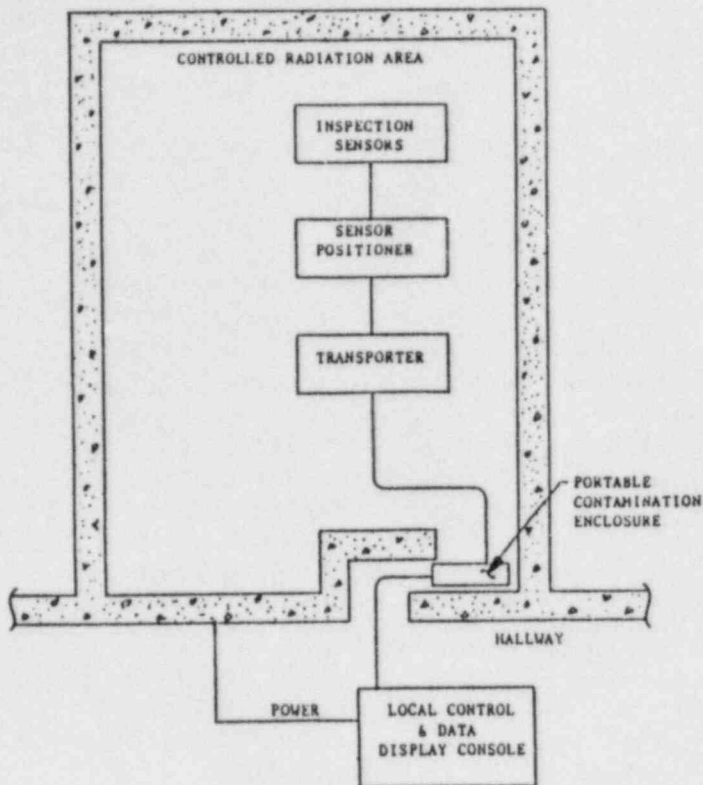 CONTROLLED RADIATION AREA
INSPECTION
SENSORS
SENSOR
POSITIONER
TRANSPORTER
PORTABLE
CONTAMINATION
ENCLOSURE
HALLWAY
POWER
LOCAL CONTROL
& DATA
DISPLAY CONSOLE